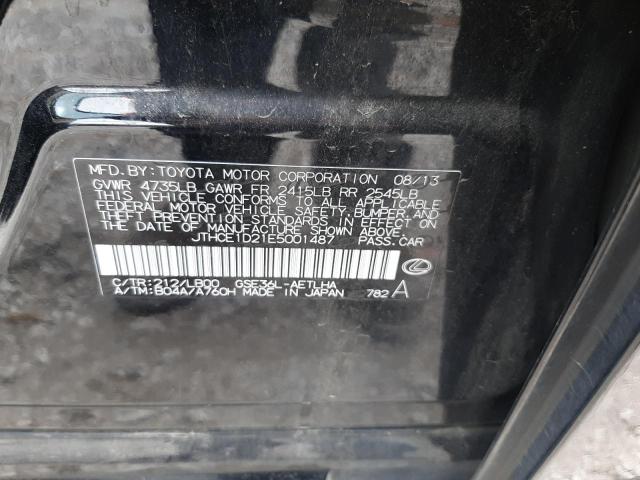 MFD.BY:TOYOTA MOTOR CORPORATION 08/13
GVWR 4735LB GAWR FR 2415LB RR 2545LB
THIS VEHICLE CONFORMS TO ALL APPLICABLE
FEDERAL MOTOR VEHICLE SAFETY, BUMPER, AND
THEFT PREVENTION STANDARDS IN EFFECT ON
THE DATE OF MANUFACTURE SHOWN ABOVE.
JTHCE1D21E5001487 PASS.CAR
C/TR:212/LB00 GSE36L-AETLHA
A/TM:B04A/A760H MADE IN JAPAN 782 A